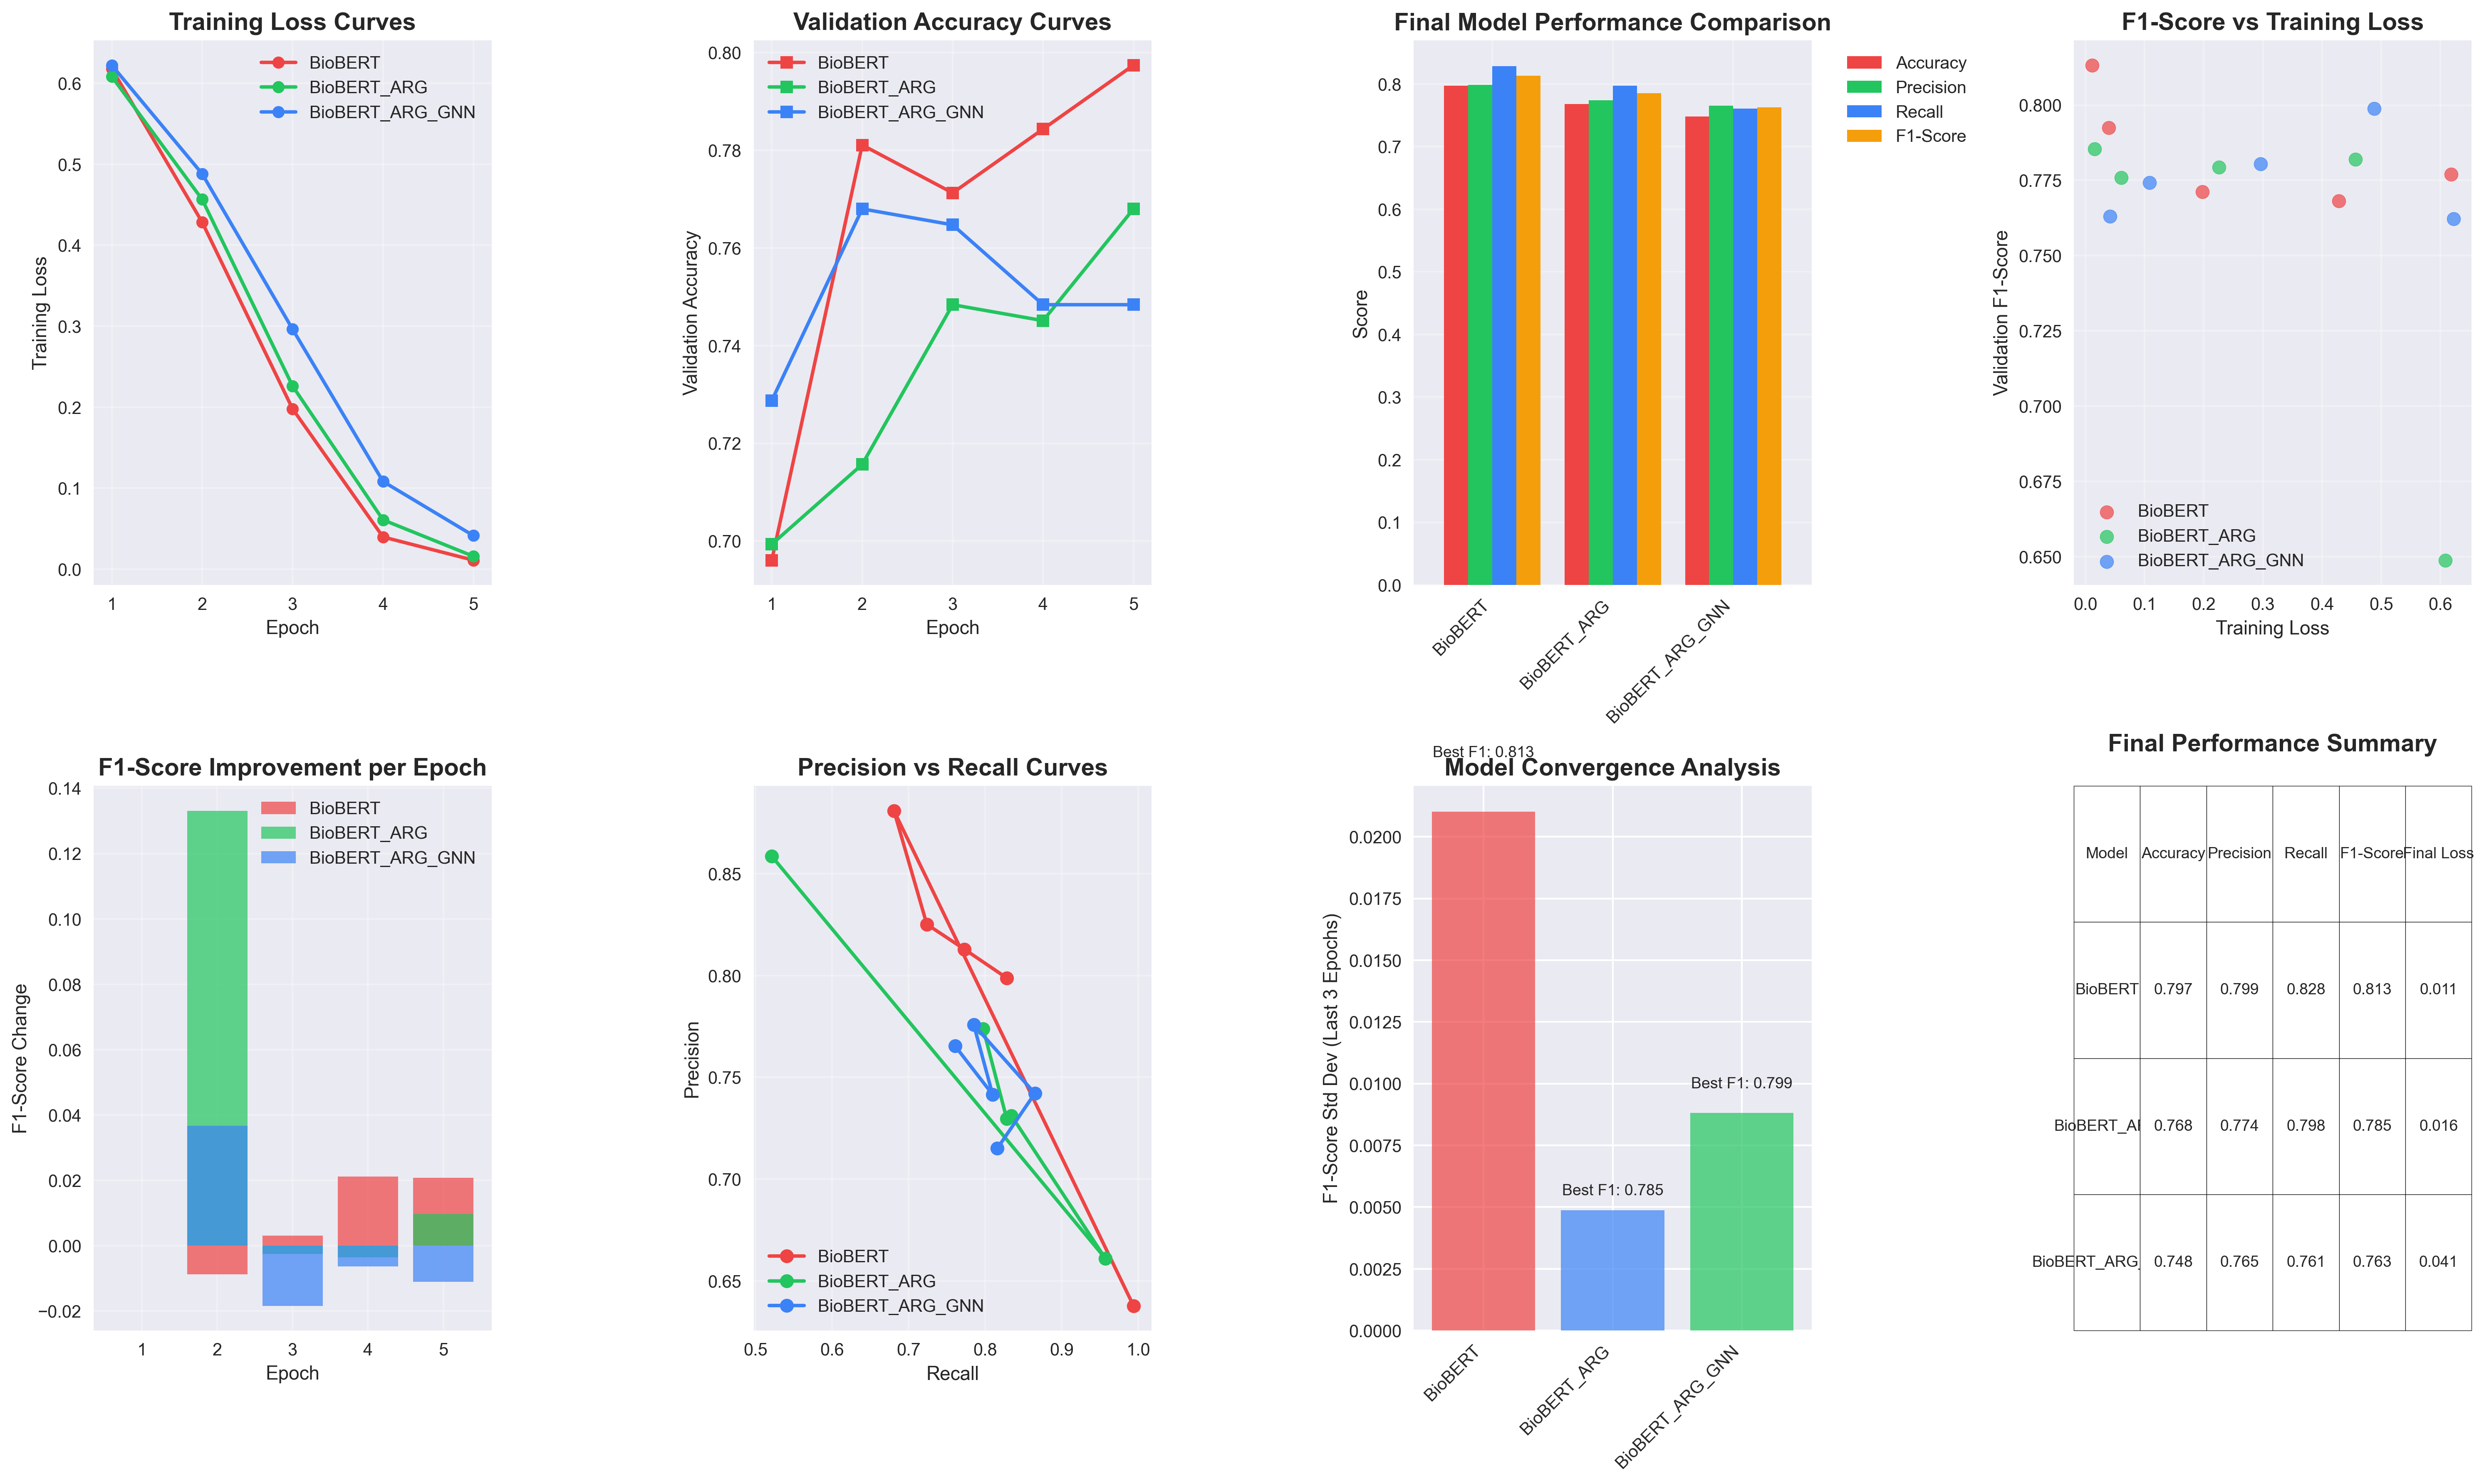 Training Loss Curves
Training Loss
0.6
0.5
0.4
0.3
0.2
0.1
0.0
BioBERT
BioBERT_ARG
BioBERT_ARG_GNN
1 2 3 4 5
Epoch
Validation Accuracy Curves
Validation Accuracy
0.80
0.78
0.76
0.74
0.72
0.70
BioBERT
BioBERT_ARG
BioBERT_ARG_GNN
1 2 3 4 5
Epoch
Final Model Performance Comparison
Score
0.8
0.7
0.6
0.5
0.4
0.3
0.2
0.1
0.0
Accuracy
Precision
Recall
F1-Score
BioBERT
BioBERT_ARG
BioBERT_ARG_GNN
F1-Score vs Training Loss
Validation F1-Score
0.800
0.775
0.750
0.725
0.700
0.675
0.650
BioBERT
BioBERT_ARG
BioBERT_ARG_GNN
0.0 0.1 0.2 0.3 0.4 0.5 0.6
Training Loss
F1-Score Improvement per Epoch
F1-Score Change
0.14
0.12
0.10
0.08
0.06
0.04
0.02
0.00
−0.02
BioBERT
BioBERT_ARG
BioBERT_ARG_GNN
1 2 3 4 5
Epoch
Precision vs Recall Curves
Precision
0.85
0.80
0.75
0.70
0.65
BioBERT
BioBERT_ARG
BioBERT_ARG_GNN
0.5 0.6 0.7 0.8 0.9 1.0
Recall
Best F1: 0.813
Model Convergence Analysis
F1-Score Std Dev (Last 3 Epochs)
0.0200
0.0175
0.0150
0.0125
0.0100
0.0075
0.0050
0.0025
0.0000
Best F1: 0.785
Best F1: 0.799
BioBERT
BioBERT_ARG
BioBERT_ARG_GNN
Final Performance Summary
Model Accuracy Precision Recall F1-Score Final Loss
BioBERT 0.797 0.799 0.828 0.813 0.011
BioBERT_AI 0.768 0.774 0.798 0.785 0.016
BioBERT_ARG_ 0.748 0.765 0.761 0.763 0.041